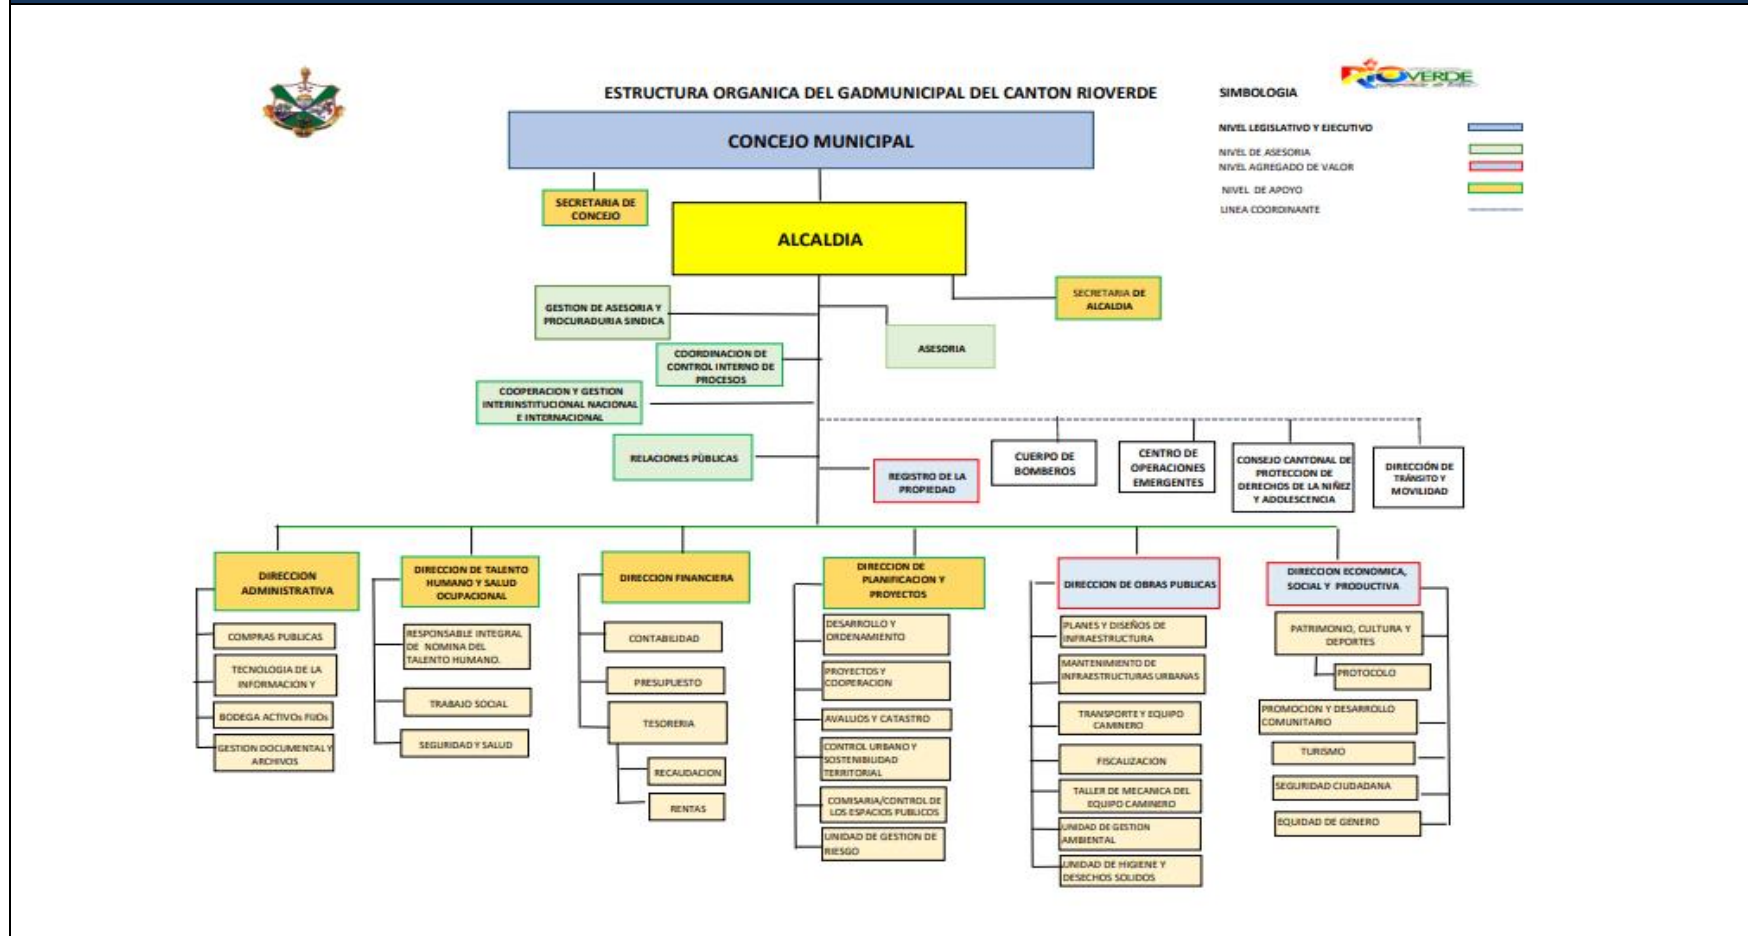 ESTRUCTURA ORGANICA DEL GADMUNICIPAL DEL CANTON RIOVERDE
RIOVERDE
SIMBOLOGIA
NIVEL LEGISLATIVO Y EJECUTIVO
NIVEL DE ASESORIA
NIVEL AGREGADO DE VALOR
NIVEL DE APOYO
LINEA COORDINANTE
CONCEJO MUNICIPAL
SECRETARIA DE
CONCEJO
ALCALDIA
SECRETARIA DE
ALCALDIA
GESTION DE ASESORIA Y
PROCURADURIA SINDICA
ASESORIA
COORDINACION DE
CONTROL INTERNO DE
PROCESOS
COOPERACION Y GESTION
INTERINSTITUCIONAL NACIONAL
E INTERNACIONAL
RELACIONES PÙBLICAS
REGISTRO DE LA
PROPIEDAD
CUERPO DE
BOMBEROS
CENTRO DE
OPERACIONES
EMERGENTES
CONSEJO CANTONAL DE
PROTECCION DE
DERECHOS DE LA NIÑEZ
Y ADOLESCENCIA
DIRECCIÓN DE
TRÁNSITO Y
MOVILIDAD
DIRECCION
ADMINISTRATIVA
COMPRAS PUBLICAS
TECNOLOGIA DE LA
INFORMACION Y
BODEGA ACTIVOs FIJOs
GESTION DOCUMENTAL Y
ARCHIVOS
DIRECCION DE TALENTO
HUMANO Y SALUD
OCUPACIONAL
RESPONSABLE INTEGRAL
DE NOMINA DEL
TALENTO HUMANO.
TRABAJO SOCIAL
SEGURIDAD Y SALUD
DIRECCION FINANCIERA
CONTABILIDAD
PRESUPUESTO
TESORERIA
RECAUDACION
RENTAS
DIRECCION DE
PLANIFICACION Y
PROYECTOS
DESARROLLO Y
ORDENAMIENTO
PROYECTOS Y
COOPERACION
AVALUOS Y CATASTRO
CONTROL URBANO Y
SOSTENIBILIDAD
TERRITORIAL
COMISARIA/CONTROL DE
LOS ESPACIOS PUBLICOS
UNIDAD DE GESTION DE
RIESGO
DIRECCION DE OBRAS PUBLICAS
PLANES Y DISEÑOS DE
INFRAESTRUCTURA
MANTENIMIENTO DE
INFRAESTRUCTURAS URBANAS
TRANSPORTE Y EQUIPO
CAMINERO
FISCALIZACION
TALLER DE MECANICA DEL
EQUIPO CAMINERO
UNIDAD DE GESTION
AMBIENTAL
UNIDAD DE HIGIENE Y
DESECHOS SOLIDOS
DIRECCION ECONOMICA,
SOCIAL Y PRODUCTIVA
PATRIMONIO, CULTURA Y
DEPORTES
PROTOCOLO
PROMOCION Y DESARROLLO
COMUNITARIO
TURISMO
SEGURIDAD CIUDADANA
EQUIDAD DE GENERO